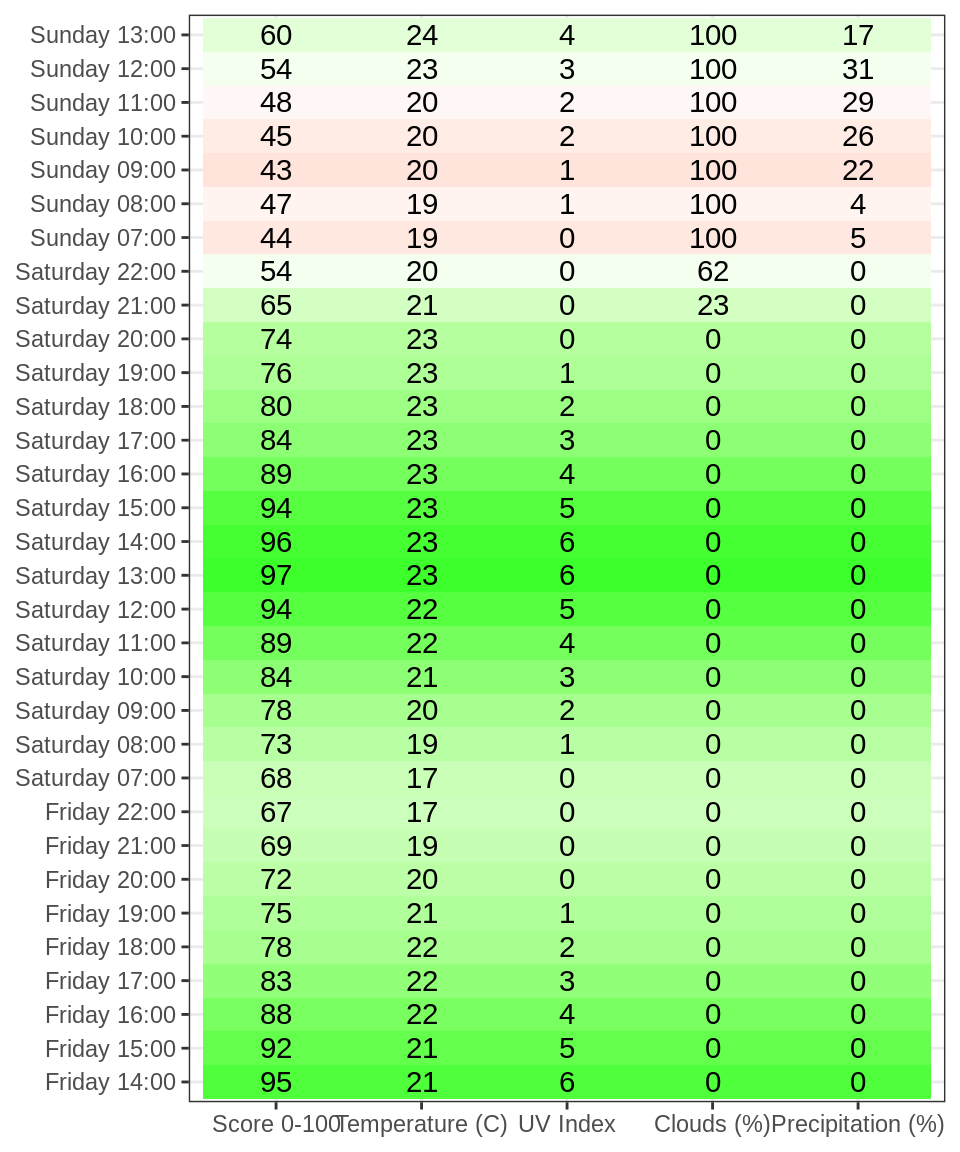 Sunday 13:00 60 24 4 100 17
Sunday 12:00 54 23 3 100 31
Sunday 11:00 48 20 2 100 29
Sunday 10:00 45 20 2 100 26
Sunday 09:00 43 20 1 100 22
Sunday 08:00 47 19 1 100 4
Sunday 07:00 44 19 0 100 5
Saturday 22:00 54 20 0 62 0
Saturday 21:00 65 21 0 23 0
Saturday 20:00 74 23 0 0 0
Saturday 19:00 76 23 1 0 0
Saturday 18:00 80 23 2 0 0
Saturday 17:00 84 23 3 0 0
Saturday 16:00 89 23 4 0 0
Saturday 15:00 94 23 5 0 0
Saturday 14:00 96 23 6 0 0
Saturday 13:00 97 23 6 0 0
Saturday 12:00 94 22 5 0 0
Saturday 11:00 89 22 4 0 0
Saturday 10:00 84 21 3 0 0
Saturday 09:00 78 20 2 0 0
Saturday 08:00 73 19 1 0 0
Saturday 07:00 68 17 0 0 0
Friday 22:00 67 17 0 0 0
Friday 21:00 69 19 0 0 0
Friday 20:00 72 20 0 0 0
Friday 19:00 75 21 1 0 0
Friday 18:00 78 22 2 0 0
Friday 17:00 83 22 3 0 0
Friday 16:00 88 22 4 0 0
Friday 15:00 92 21 5 0 0
Friday 14:00 95 21 6 0 0
Score 0-100 Temperature (C) UV Index Clouds (%) Precipitation (%)